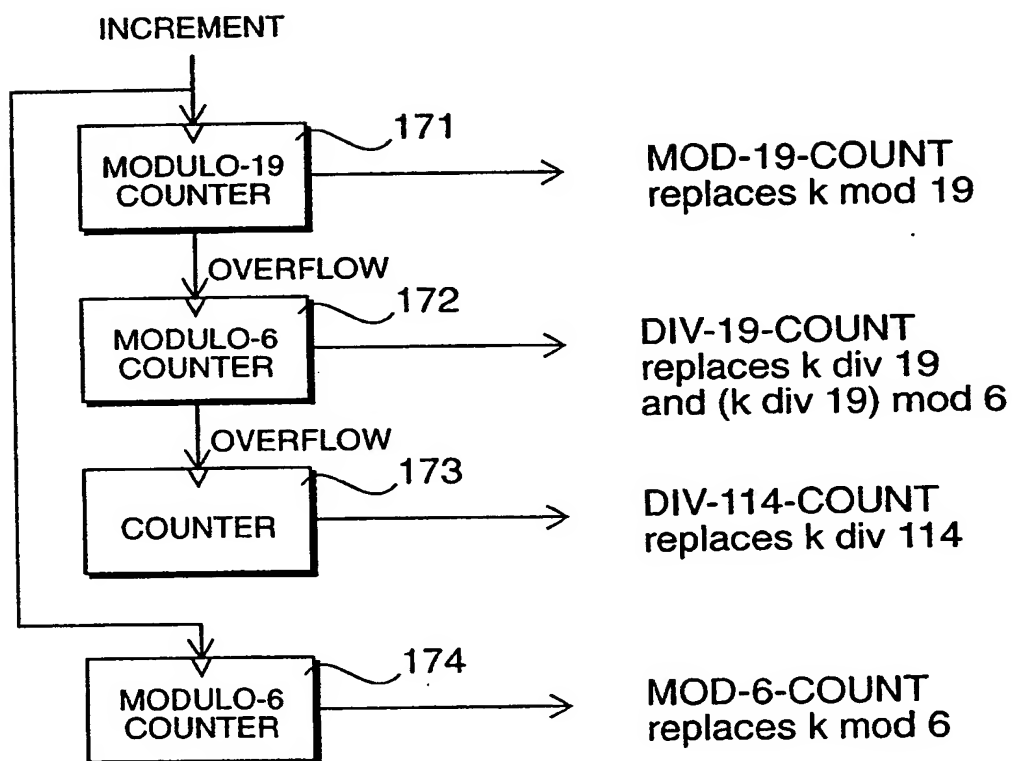 INCREMENT
171
MODULO-19
COUNTER
MOD-19-COUNT
replaces k mod 19
OVERFLOW
172
MODULO-6
COUNTER
DIV-19-COUNT
replaces k div 19
and (k div 19) mod 6
OVERFLOW
173
COUNTER
DIV-114-COUNT
replaces k div 114
174
MODULO-6
COUNTER
MOD-6-COUNT
replaces k mod 6